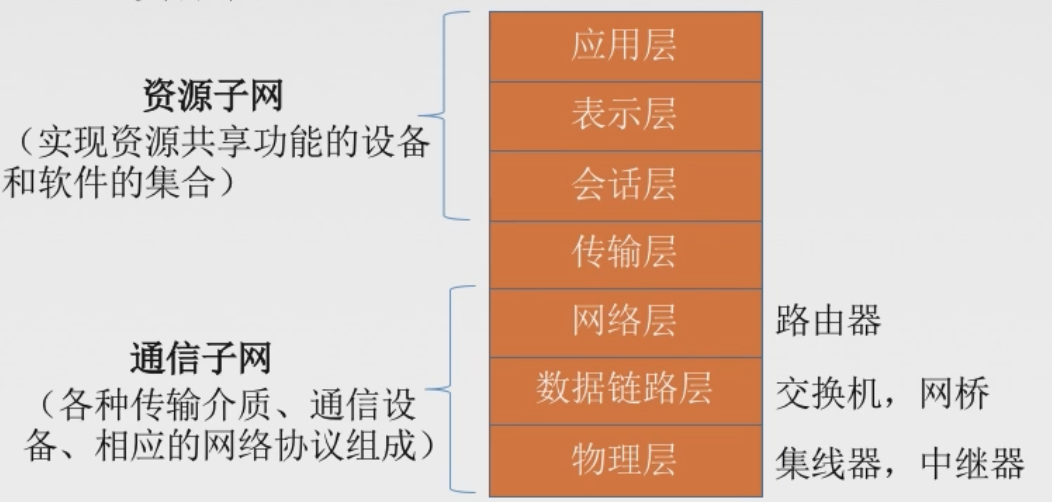 应用层
表示层
会话层
传输层
网络层
数据链路层
物理层
资源子网
（实现资源共享功能的设备
和软件的集合）
通信子网
（各种传输介质、通信设
备、相应的网络协议组成）
路由器
交换机，网桥
集线器，中继器